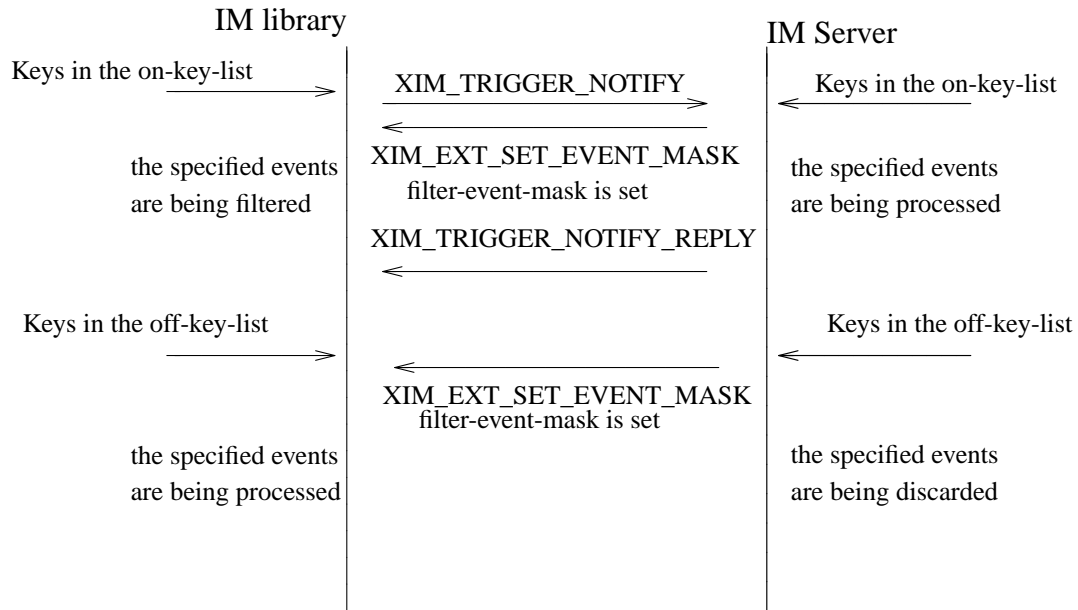 IM library
IM Server
Keys in the on-key-list
XIM_TRIGGER_NOTIFY
Keys in the on-key-list
the specified events
are being filtered
XIM_EXT_SET_EVENT_MASK
filter-event-mask is set
the specified events
are being processed
XIM_TRIGGER_NOTIFY_REPLY
Keys in the off-key-list
Keys in the off-key-list
XIM_EXT_SET_EVENT_MASK
filter-event-mask is set
the specified events
are being processed
the specified events
are being discarded